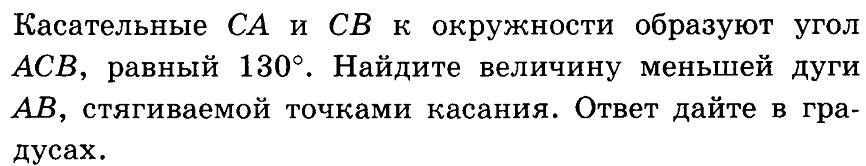 Касательные CA и CB к окружности образуют угол
ACB, равный 130°. Найдите величину меньшей дуги
AB, стягиваемой точками касания. Ответ дайте в гра-
дусах.